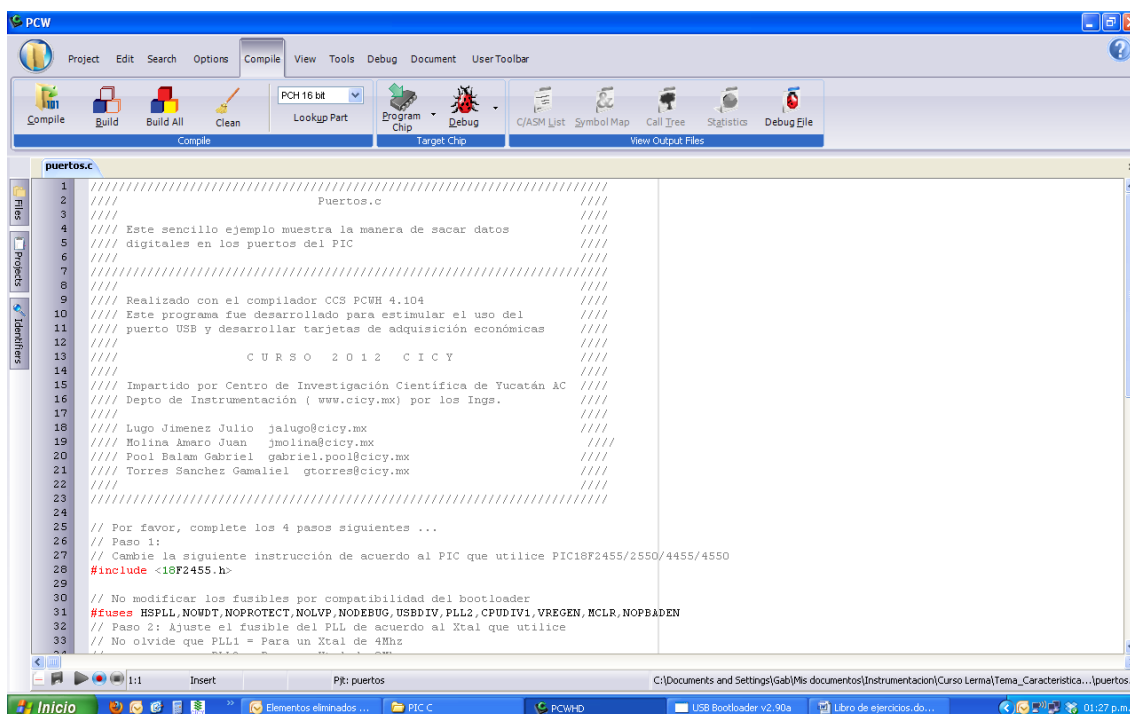 PCW
Project Edit Search Options Compile View Tools Debug Document User Toolbar
Compile Build Build All Clean PCH 16 bit Lookup Part Program Chip Debug C/ASM List Symbol Map Call Tree Statistics Debug File
Compile Target Chip View Output Files
puertos.c
Files
Projects
Identifiers
1 //////////////////////////////////////////////////////////////////////////
2 //// Puertos.c ////
3 //// ////
4 //// Este sencillo ejemplo muestra la manera de sacar datos ////
5 //// digitales en los puertos del PIC ////
6 //// ////
7 //////////////////////////////////////////////////////////////////////////
8 //// ////
9 //// Realizado con el compilador CCS PCWH 4.104 ////
10 //// Este programa fue desarrollado para estimular el uso del ////
11 //// puerto USB y desarrollar tarjetas de adquisición económicas ////
12 //// ////
13 //// C U R S O 2 0 1 2 C I C Y ////
14 //// ////
15 //// Impartido por Centro de Investigación Científica de Yucatán AC ////
16 //// Depto de Instrumentación ( www.cicy.mx) por los Ings. ////
17 //// ////
18 //// Lugo Jimenez Julio jalugo@cicy.mx ////
19 //// Molina Amaro Juan jmolina@cicy.mx ////
20 //// Pool Balam Gabriel gabriel.pool@cicy.mx ////
21 //// Torres Sanchez Gamaliel gtorres@cicy.mx ////
22 //// ////
23 //////////////////////////////////////////////////////////////////////////
24
25 // Por favor, complete los 4 pasos siguientes ...
26 // Paso 1:
27 // Cambie la siguiente instrucción de acuerdo al PIC que utilice PIC18F2455/2550/4455/4550
28 #include <18F2455.h>
29
30 // No modificar los fusibles por compatibilidad del bootloader
31 #fuses HSPLL,NOWDT,NOPROTECT,NOLVP,NODEBUG,USBDIV,PLL2,CPUDIV1,VREGEN,MCLR,NOPBADEN
32 // Paso 2: Ajuste el fusible del PLL de acuerdo al Xtal que utilice
33 // No olvide que PLL1 = Para un Xtal de 4Mhz
1:1 Insert Pjt: puertos C:\Documents and Settings\Gab\Mis documentos\Instrumentacion\Curso Lerma\Tema_Caracteristica...\puertos.
Inicio Elementos eliminados ... PIC C PCWHD USB Bootloader v2.90a Libro de ejercicios.do... 01:27 p.m.